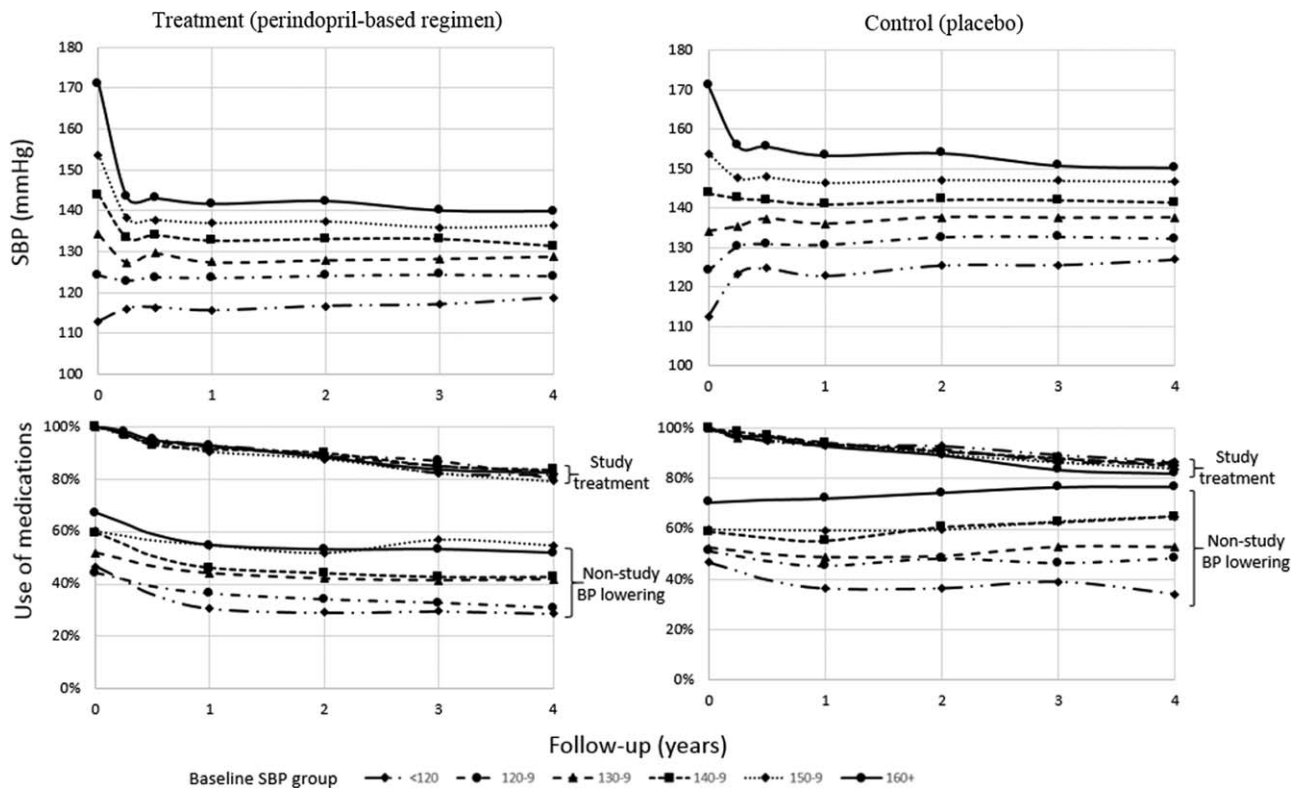 Treatment (perindopril-based regimen)
Control (placebo)
SBP (mmHg)
180
170
160
150
140
130
120
110
100
0 1 2 3 4
180
170
160
150
140
130
120
110
100
0 1 2 3 4
Use of medications
100%
80%
60%
40%
20%
0%
0 1 2 3 4
Study
treatment
Non-study
BP lowering
100%
80%
60%
40%
20%
0%
0 1 2 3 4
Study
treatment
Non-study
BP lowering
Follow-up (years)
Baseline SBP group <120 120-9 130-9 140-9 150-9 160+